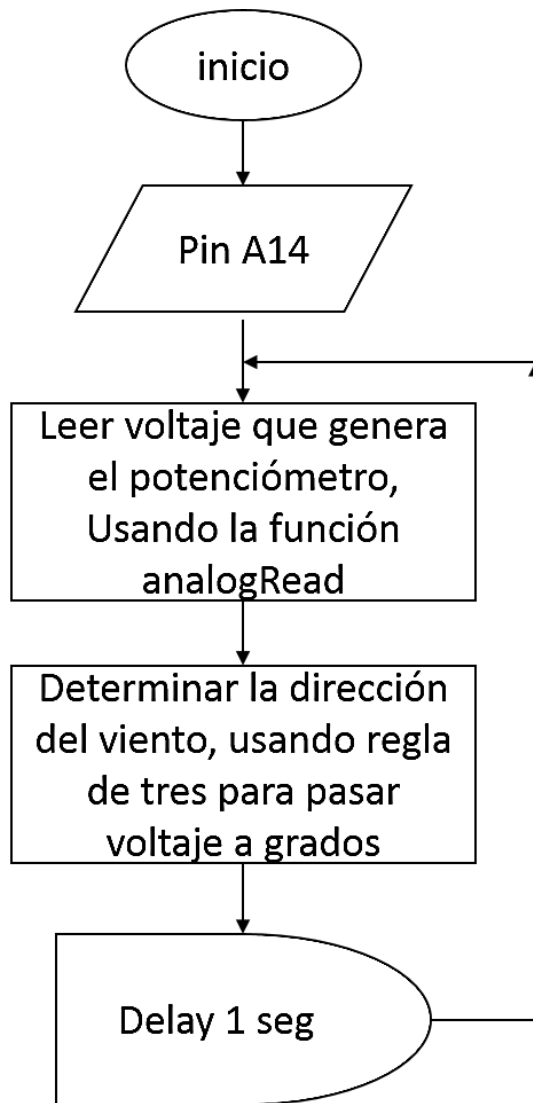 inicio
Pin A14
Leer voltaje que genera
el potenciómetro,
Usando la función
analogRead
Determinar la dirección
del viento, usando regla
de tres para pasar
voltaje a grados
Delay 1 seg